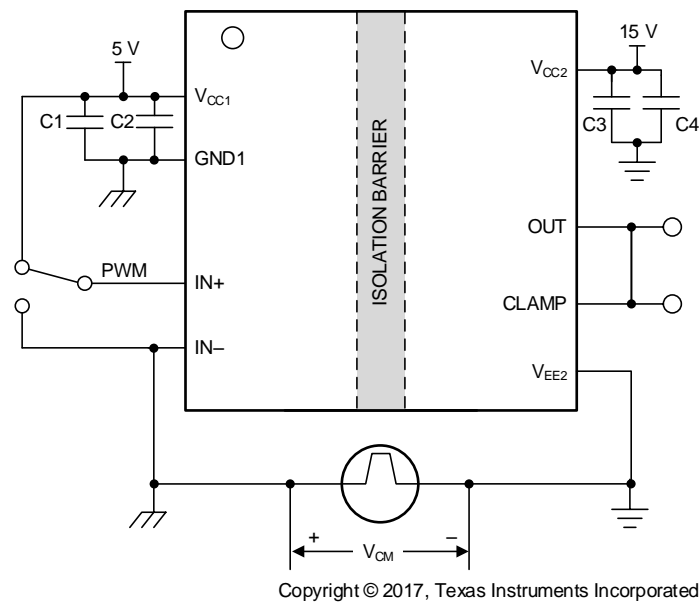 5 V
15 V
VCC1
VCC2
C1
C2
C3
C4
GND1
ISOLATION BARRIER
OUT
PWM
IN+
CLAMP
IN–
VEE2
+
–
VCM
Copyright © 2017, Texas Instruments Incorporated